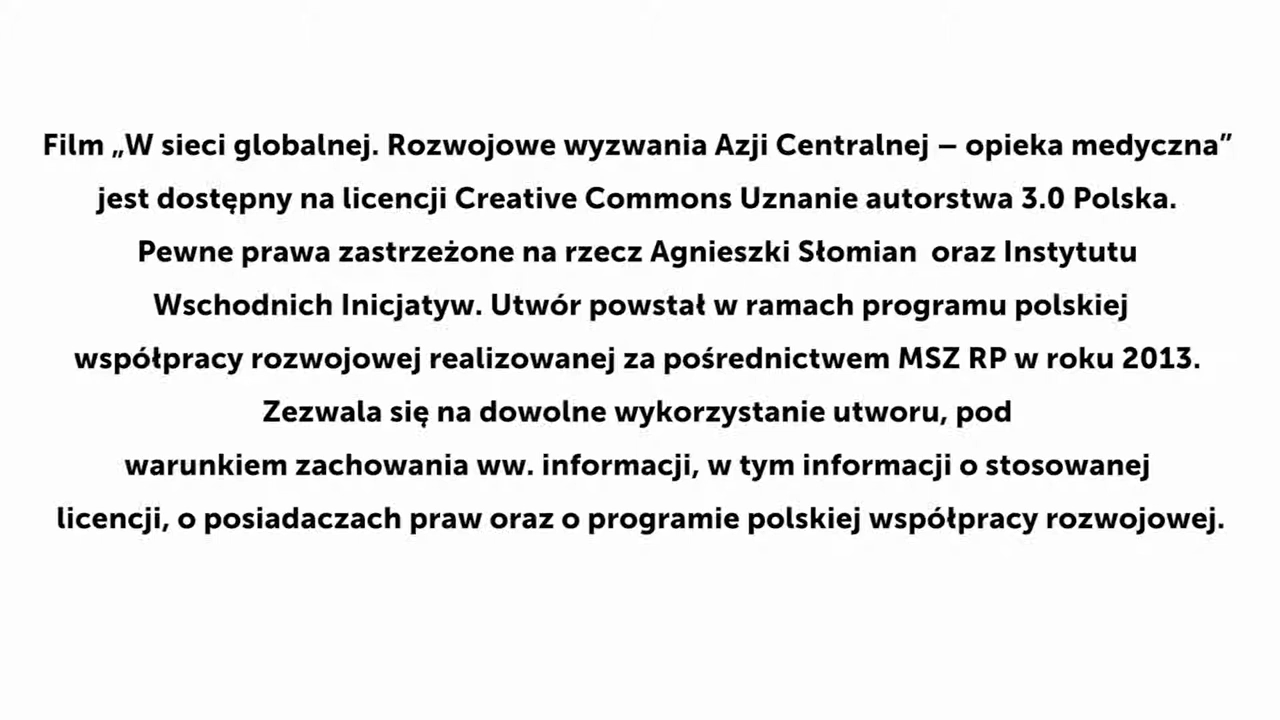 Film „W sieci globalnej. Rozwojowe wyzwania Azji Centralnej – opieka medyczna”
jest dostępny na licencji Creative Commons Uznanie autorstwa 3.0 Polska.
Pewne prawa zastrzeżone na rzecz Agnieszki Słomian oraz Instytutu
Wschodnich Inicjatyw. Utwór powstał w ramach programu polskiej
współpracy rozwojowej realizowanej za pośrednictwem MSZ RP w roku 2013.
Zezwala się na dowolne wykorzystanie utworu, pod
warunkiem zachowania ww. informacji, w tym informacji o stosowanej
licencji, o posiadaczach praw oraz o programie polskiej współpracy rozwojowej.